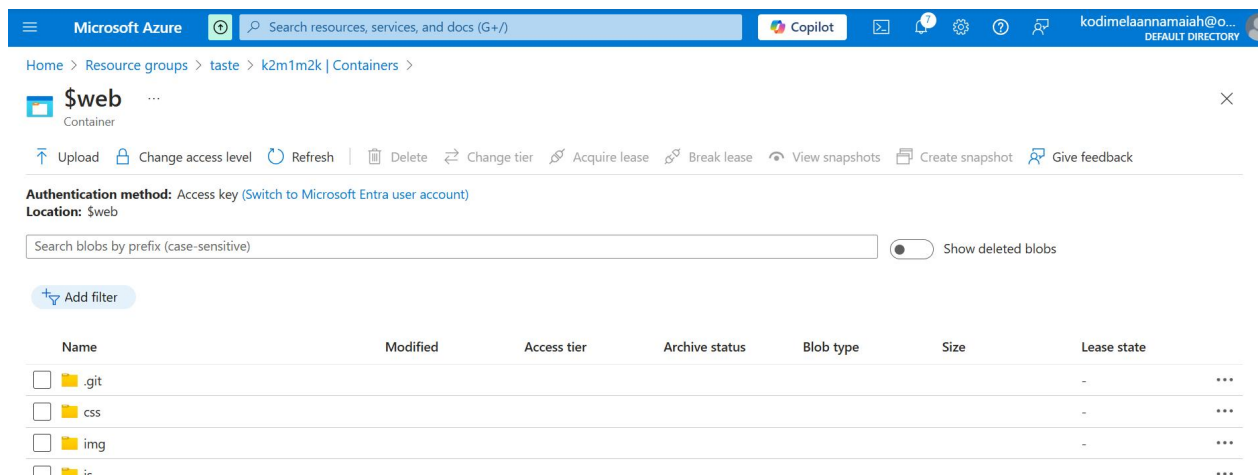 Microsoft Azure
Search resources, services, and docs (G+/)
Copilot
7
kodimelaannamaiah@o...
DEFAULT DIRECTORY
Home > Resource groups > taste > k2m1m2k | Containers >
$web ...
Container
Upload Change access level Refresh Delete Change tier Acquire lease Break lease View snapshots Create snapshot Give feedback
Authentication method: Access key (Switch to Microsoft Entra user account)
Location: $web
Search blobs by prefix (case-sensitive)
Show deleted blobs
Add filter
Name Modified Access tier Archive status Blob type Size Lease state
.git - ...
css - ...
img - ...
js ...